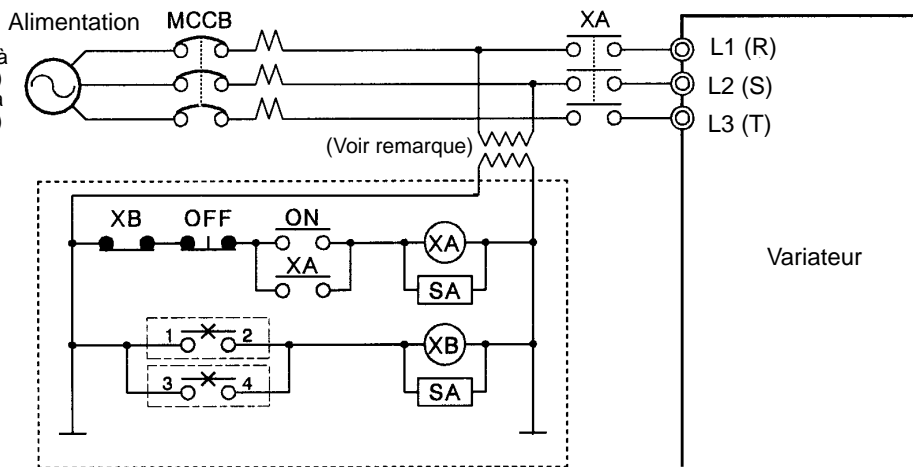 Alimentation MCCB XA
à
)
a
)
L1 (R)
L2 (S)
L3 (T)
(Voir remarque)
XB OFF ON XA
XA SA
Variateur
1 2 XB
3 4 SA